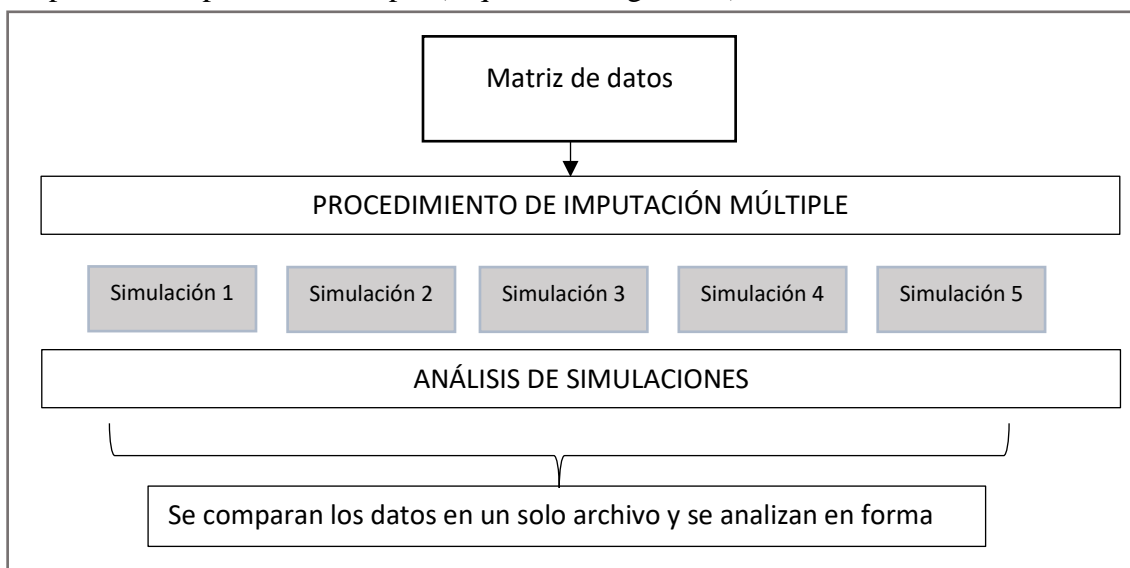 Matriz de datos
PROCEDIMIENTO DE IMPUTACIÓN MÚLTIPLE
Simulación 1 Simulación 2 Simulación 3 Simulación 4 Simulación 5
ANÁLISIS DE SIMULACIONES
Se comparan los datos en un solo archivo y se analizan en forma